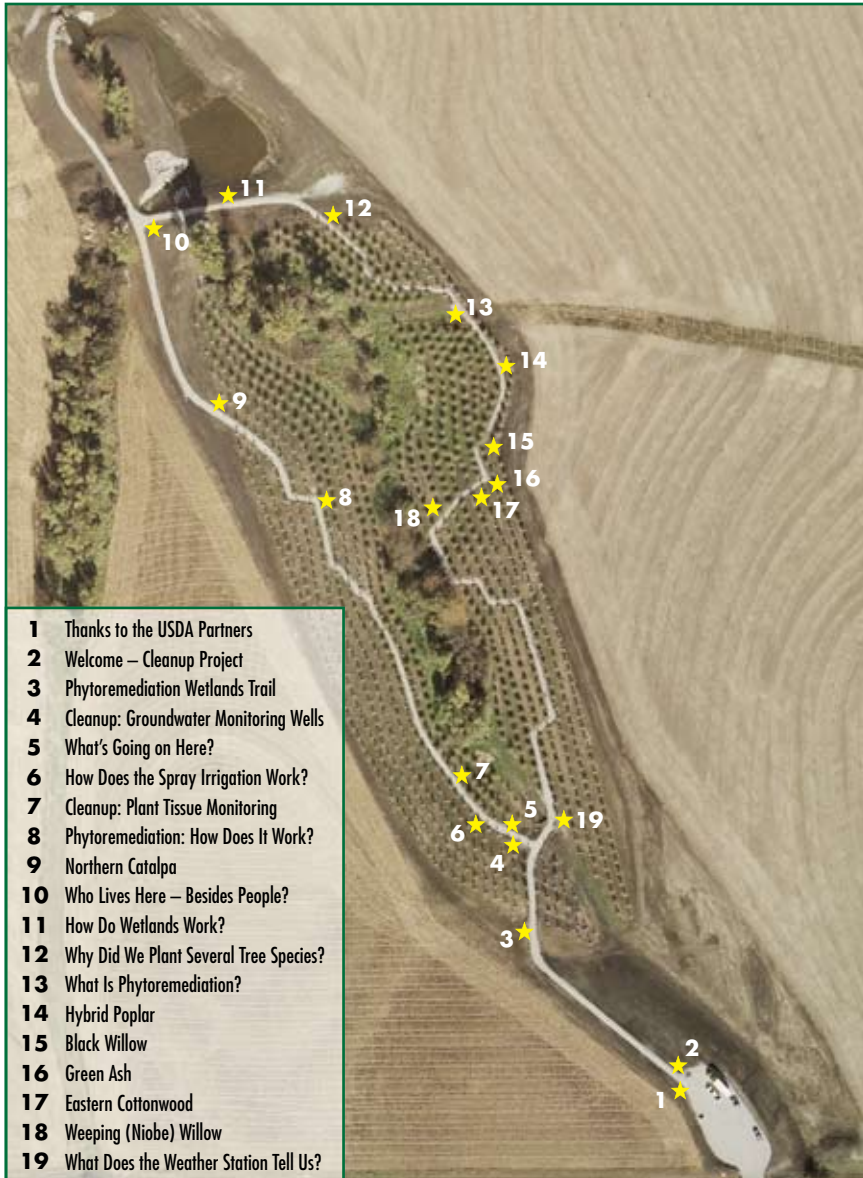 11
12
10
13
14
9
15
16
8
17
18
1 Thanks to the USDA Partners
2 Welcome – Cleanup Project
3 Phytoremediation Wetlands Trail
4 Cleanup: Groundwater Monitoring Wells
5 What's Going on Here?
6 How Does the Spray Irrigation Work?
7 Cleanup: Plant Tissue Monitoring
8 Phytoremediation: How Does It Work?
9 Northern Catalpa
10 Who Lives Here – Besides People?
11 How Do Wetlands Work?
12 Why Did We Plant Several Tree Species?
13 What Is Phytoremediation?
14 Hybrid Poplar
15 Black Willow
16 Green Ash
17 Eastern Cottonwood
18 Weeping (Niobe) Willow
19 What Does the Weather Station Tell Us?
7
5
19
6
4
3
2
1